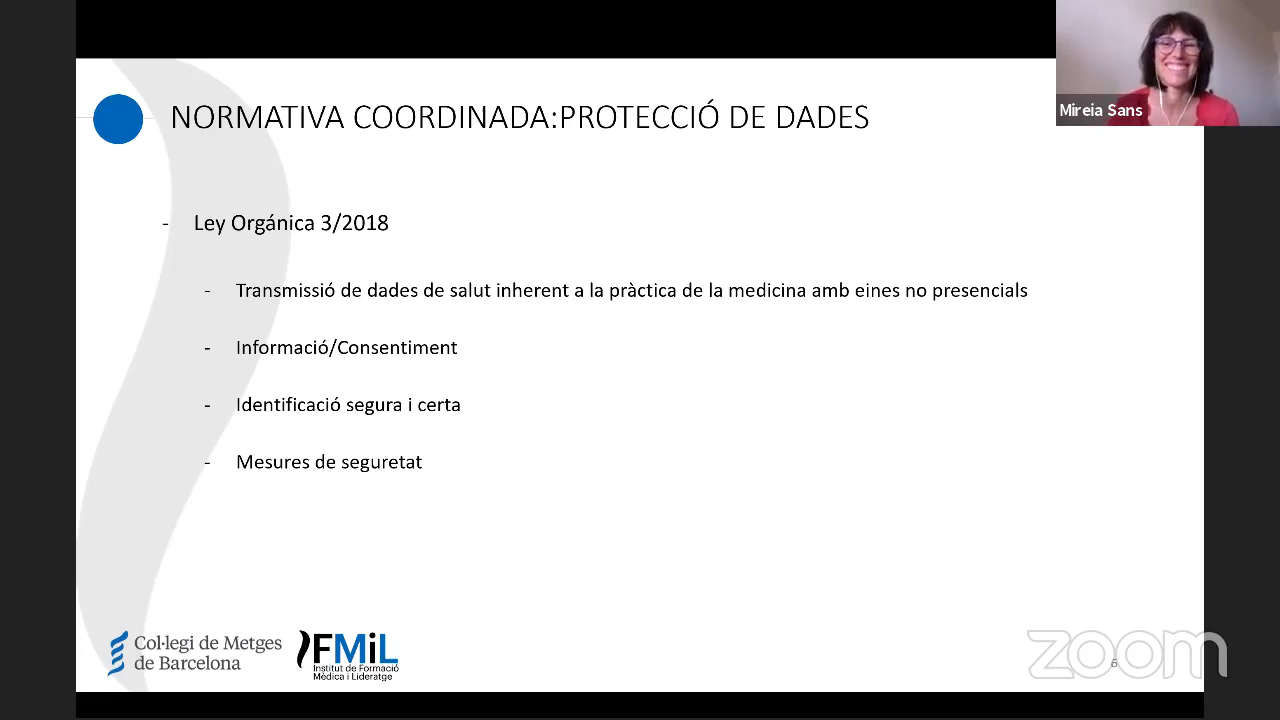 Mireia Sans
NORMATIVA COORDINADA:PROTECCIÓ DE DADES
- Ley Orgánica 3/2018
- Transmissió de dades de salut inherent a la pràctica de la medicina amb eines no presencials
- Informació/Consentiment
- Identificació segura i certa
- Mesures de seguretat
Col·legi de Metges
de Barcelona
IFMiL
Institut de Formació
Mèdica i Lideratge
zoom
6